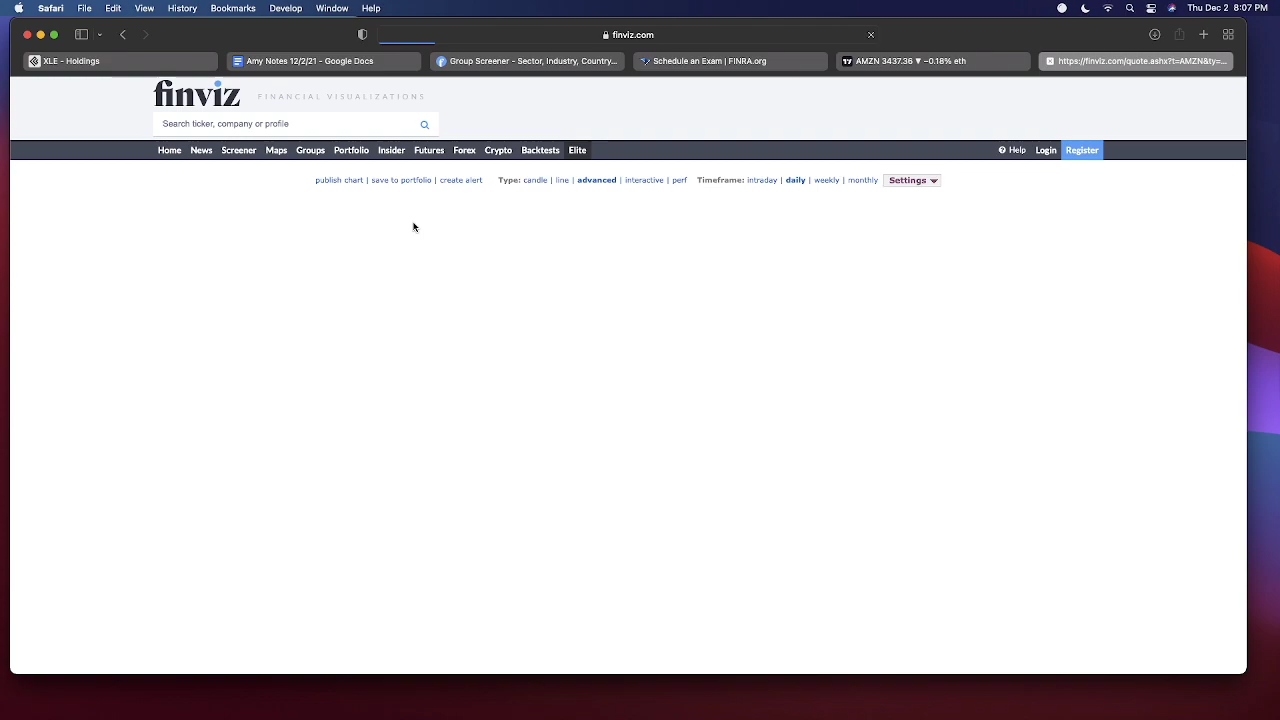 Safari File Edit View History Bookmarks Develop Window Help Thu Dec 2 8:07 PM
finviz.com
XLE - Holdings Amy Notes 12/2/21 - Google Docs Group Screener - Sector, Industry, Country... Schedule an Exam | FINRA.org AMZN 3437.36 ▼ −0.18% eth https://finviz.com/quote.ashx?t=AMZN&ty=...
finviz FINANCIAL VISUALIZATIONS
Search ticker, company or profile
Home News Screener Maps Groups Portfolio Insider Futures Forex Crypto Backtests Elite Help Login Register
publish chart | save to portfolio | create alert Type: candle | line | advanced | interactive | perf Timeframe: intraday | daily | weekly | monthly Settings